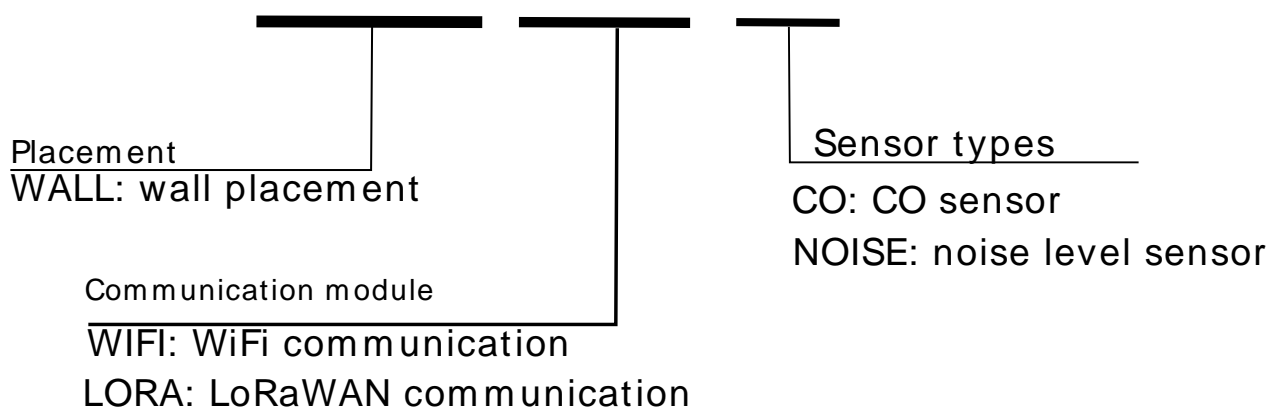 Placement
WALL: wall placement
Communication module
WIFI: WiFi communication
LORA: LoRaWAN communication
Sensor types
CO: CO sensor
NOISE: noise level sensor